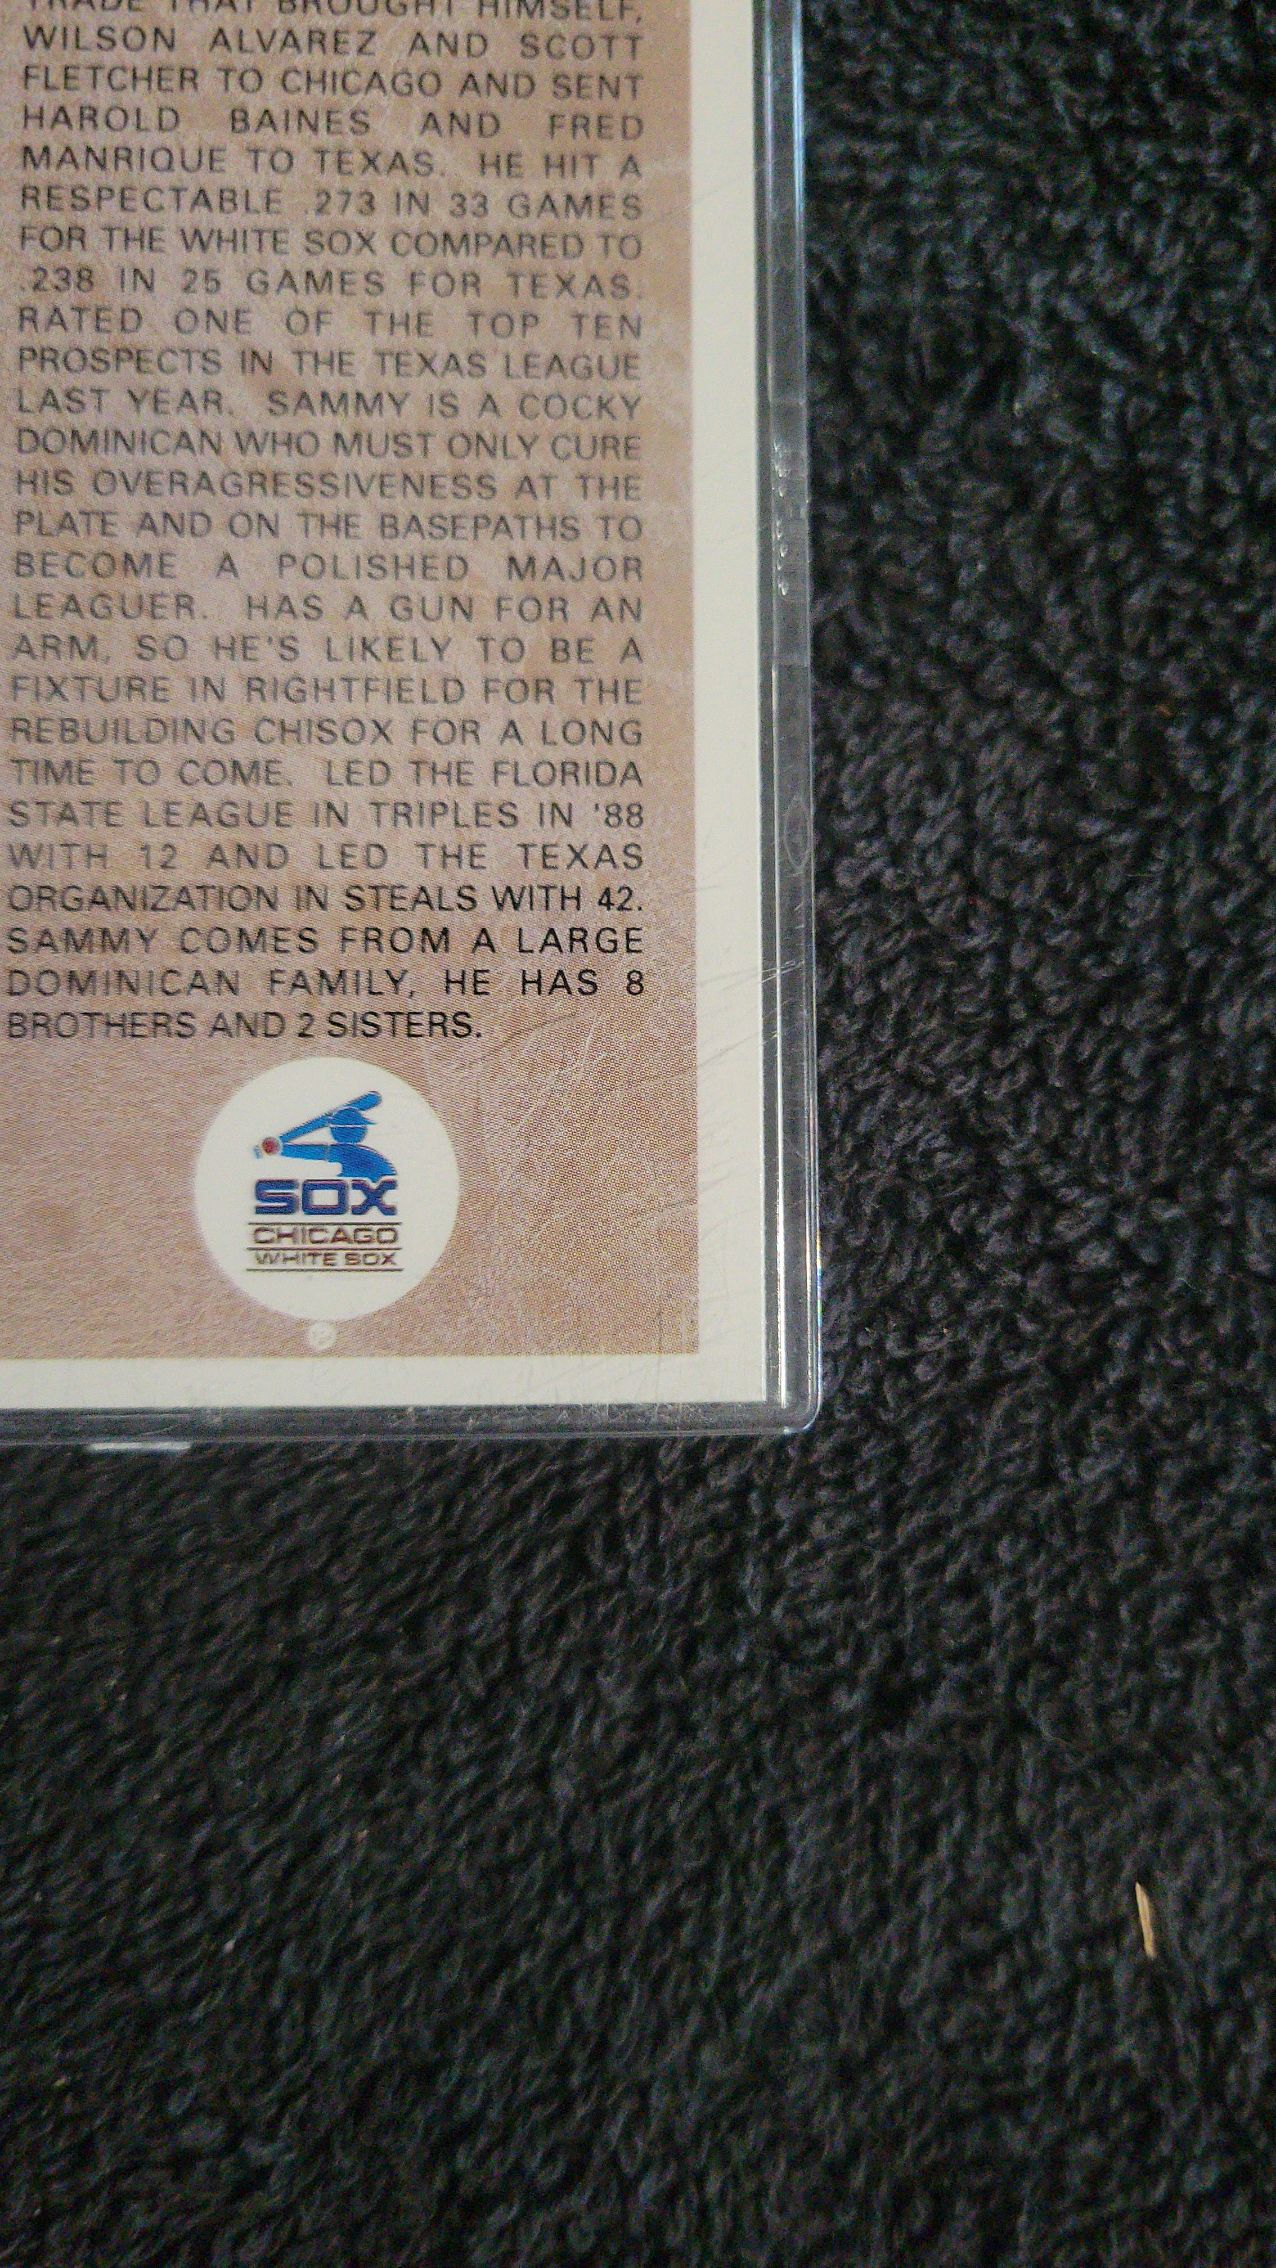 TRADE THAT BROUGHT HIMSELF,
WILSON ALVAREZ AND SCOTT
FLETCHER TO CHICAGO AND SENT
HAROLD BAINES AND FRED
MANRIQUE TO TEXAS. HE HIT A
RESPECTABLE .273 IN 33 GAMES
FOR THE WHITE SOX COMPARED TO
.238 IN 25 GAMES FOR TEXAS.
RATED ONE OF THE TOP TEN
PROSPECTS IN THE TEXAS LEAGUE
LAST YEAR. SAMMY IS A COCKY
DOMINICAN WHO MUST ONLY CURE
HIS OVERAGRESSIVENESS AT THE
PLATE AND ON THE BASEPATHS TO
BECOME A POLISHED MAJOR
LEAGUER. HAS A GUN FOR AN
ARM, SO HE'S LIKELY TO BE A
FIXTURE IN RIGHTFIELD FOR THE
REBUILDING CHISOX FOR A LONG
TIME TO COME. LED THE FLORIDA
STATE LEAGUE IN TRIPLES IN '88
WITH 12 AND LED THE TEXAS
ORGANIZATION IN STEALS WITH 42.
SAMMY COMES FROM A LARGE
DOMINICAN FAMILY, HE HAS 8
BROTHERS AND 2 SISTERS.
SOX
CHICAGO
WHITE SOX